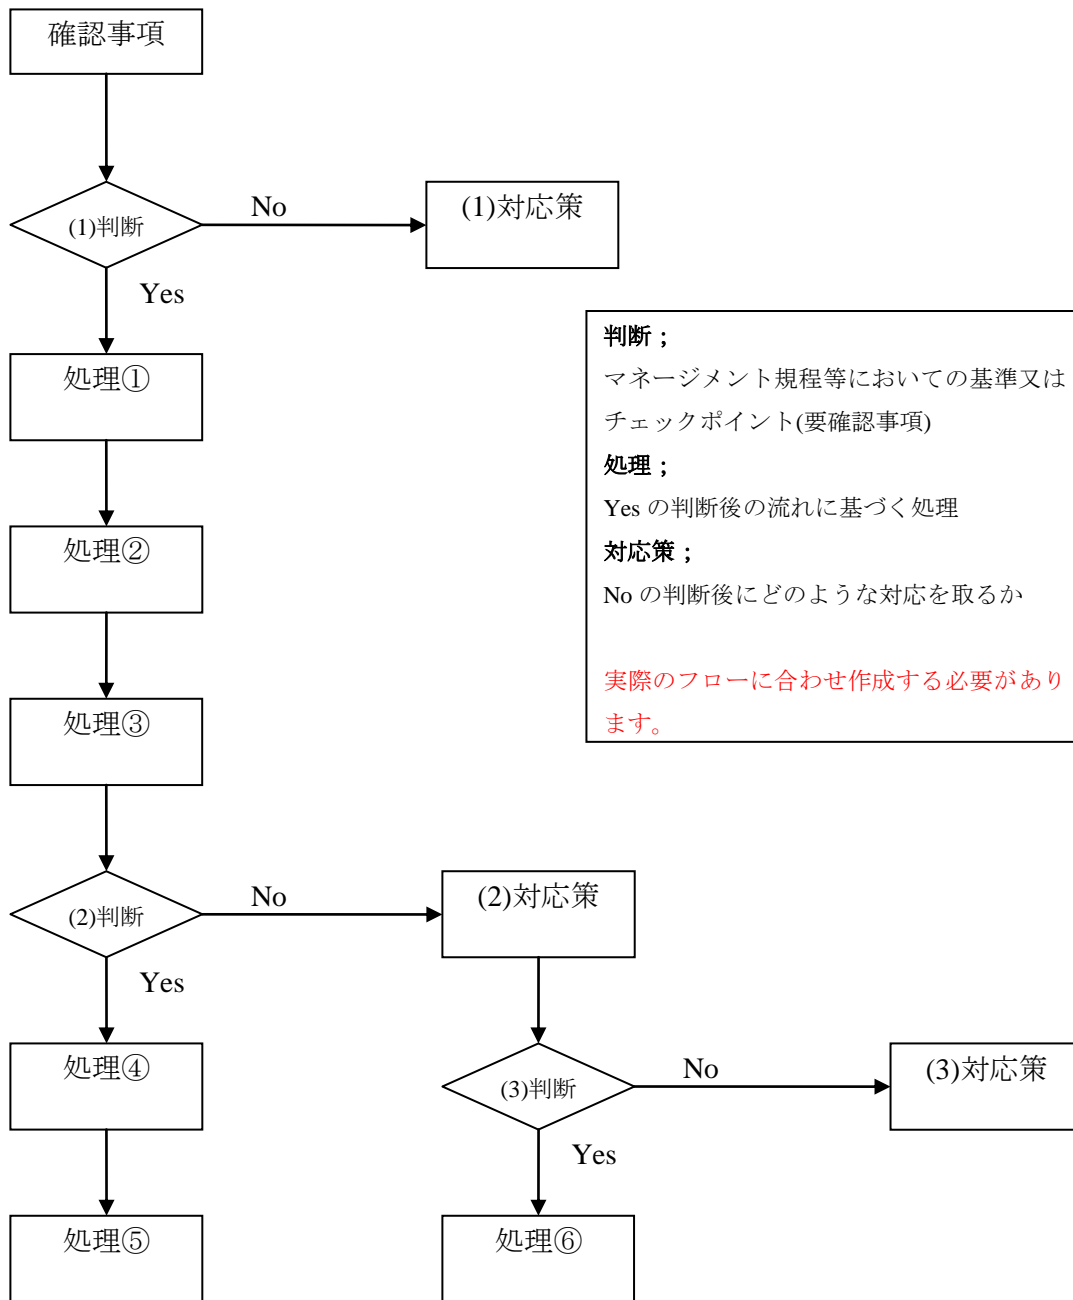 確認事項
(1)判断
No
(1)対応策
Yes
処理①
判断；
マネージメント規程等においての基準又は
チェックポイント(要確認事項)
処理；
Yes の判断後の流れに基づく処理
対応策；
No の判断後にどのような対応を取るか
実際のフローに合わせ作成する必要があり
ます。
処理②
処理③
(2)判断
No
(2)対応策
Yes
処理④
(3)判断
No
(3)対応策
Yes
処理⑤
処理⑥